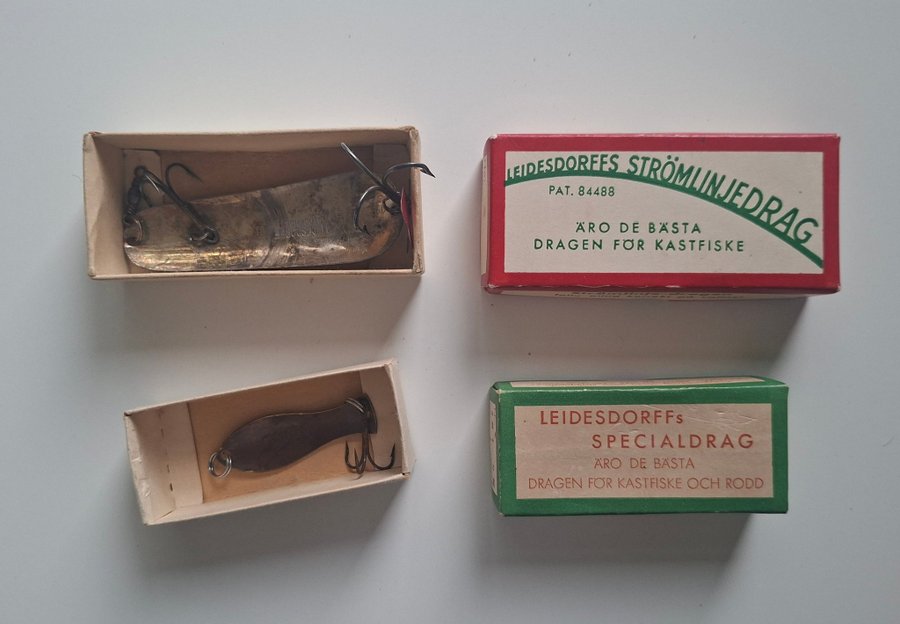 LEIDESDORFFS STRÖMLINJEDRAG
PAT. 84488
ÄRO DE BÄSTA
DRAGEN FÖR KASTFISKE
LEIDESDORFFs
SPECIALDRAG
ÄRO DE BÄSTA
DRAGEN FÖR KASTFISKE OCH RODD